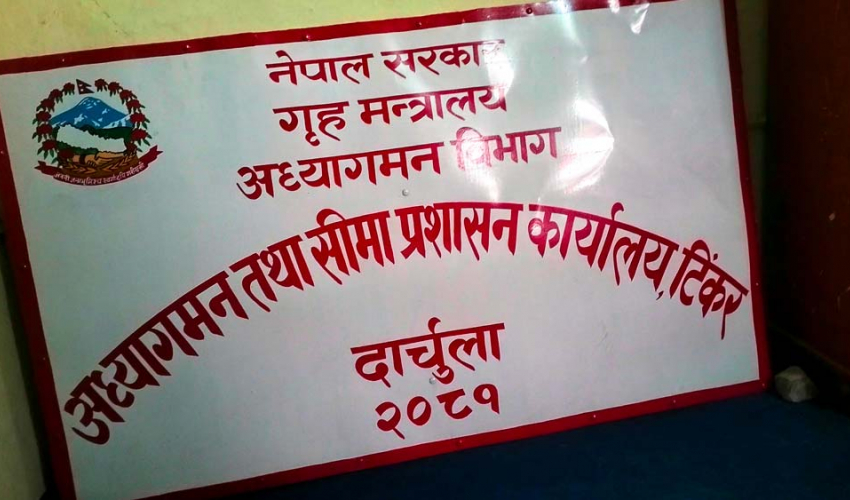 नेपाल सरकार
गृह मन्त्रालय
अध्यागमन विभाग
अध्यागमन तथा सीमा प्रशासन कार्यालय, टिंकर
दार्चुला
२०८१